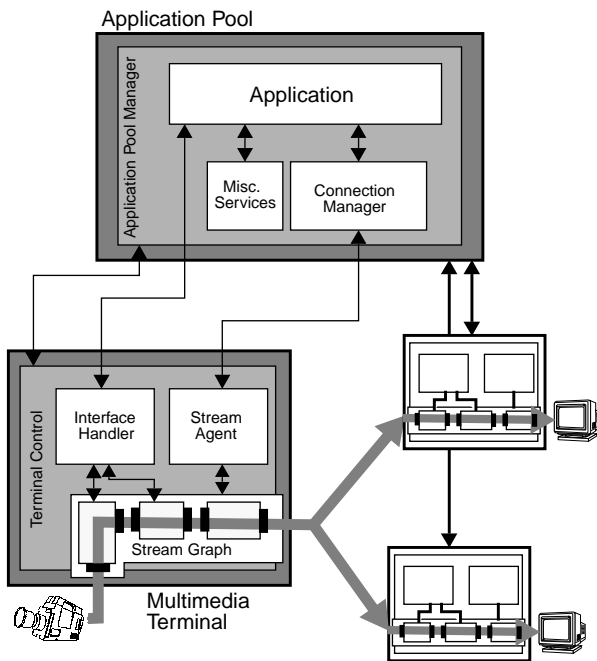 Application Pool
Application Pool Manager
Application
Misc.
Services
Connection
Manager
Terminal Control
Interface
Handler
Stream
Agent
Stream Graph
Multimedia
Terminal